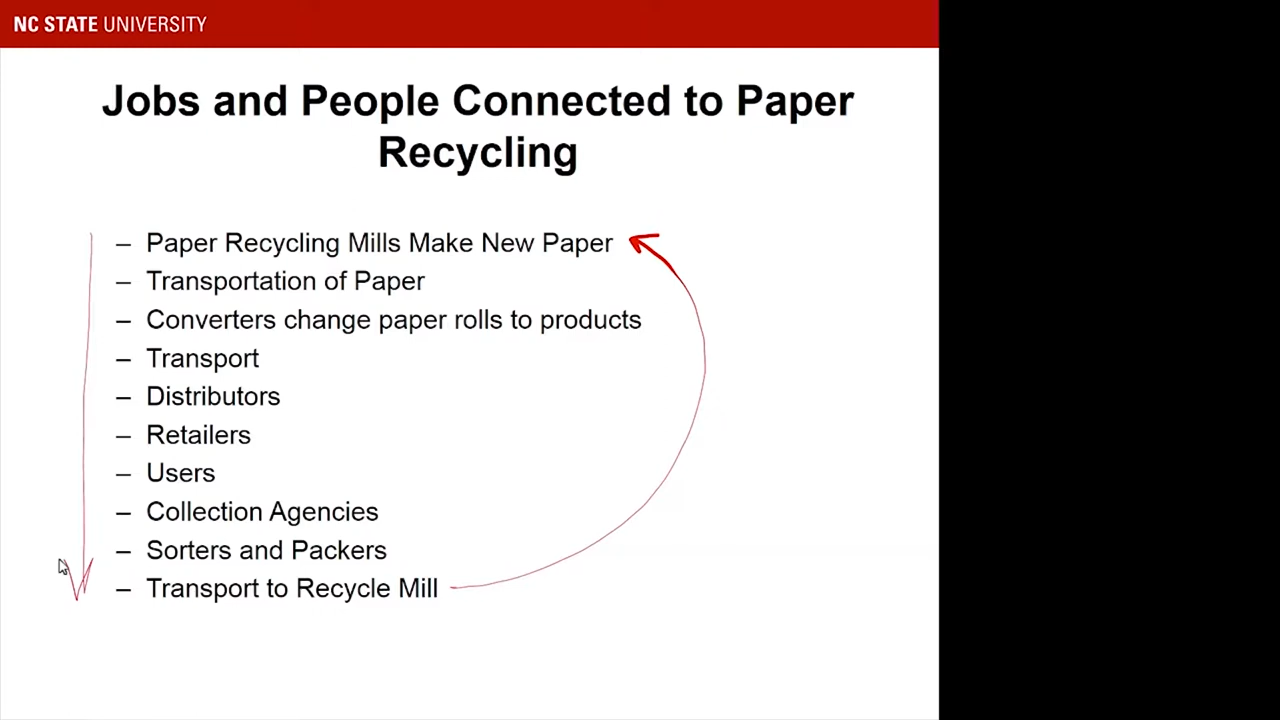 NC STATE UNIVERSITY
Jobs and People Connected to Paper
Recycling
– Paper Recycling Mills Make New Paper
– Transportation of Paper
– Converters change paper rolls to products
– Transport
– Distributors
– Retailers
– Users
– Collection Agencies
– Sorters and Packers
– Transport to Recycle Mill